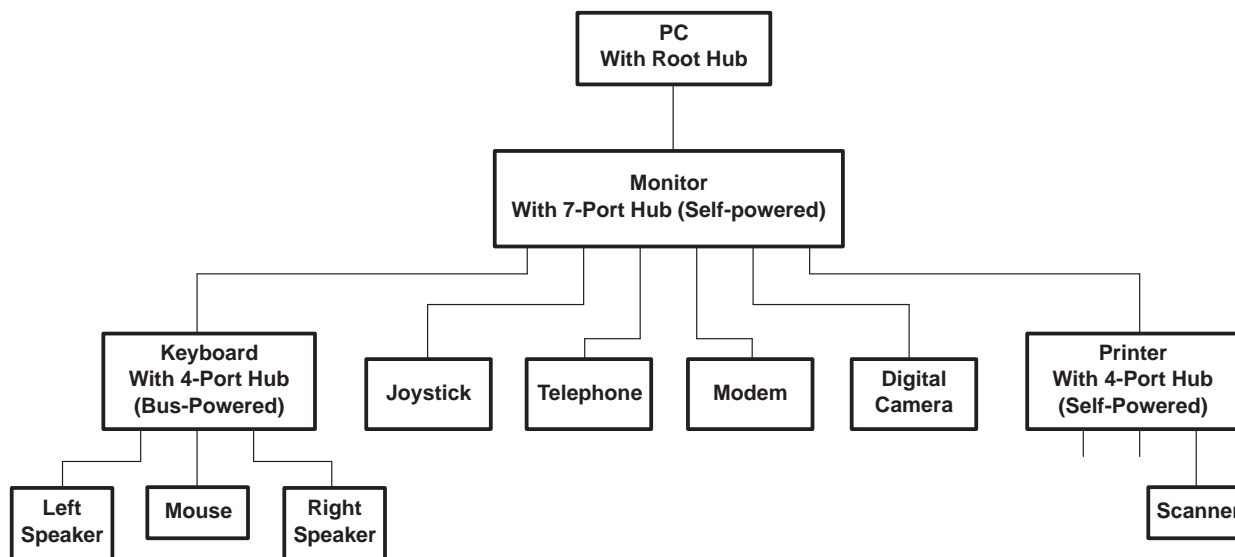 PC
With Root Hub
Monitor
With 7-Port Hub (Self-powered)
Keyboard
With 4-Port Hub
(Bus-Powered)
Joystick
Telephone
Modem
Digital
Camera
Printer
With 4-Port Hub
(Self-Powered)
Left
Speaker
Mouse
Right
Speaker
Scanner